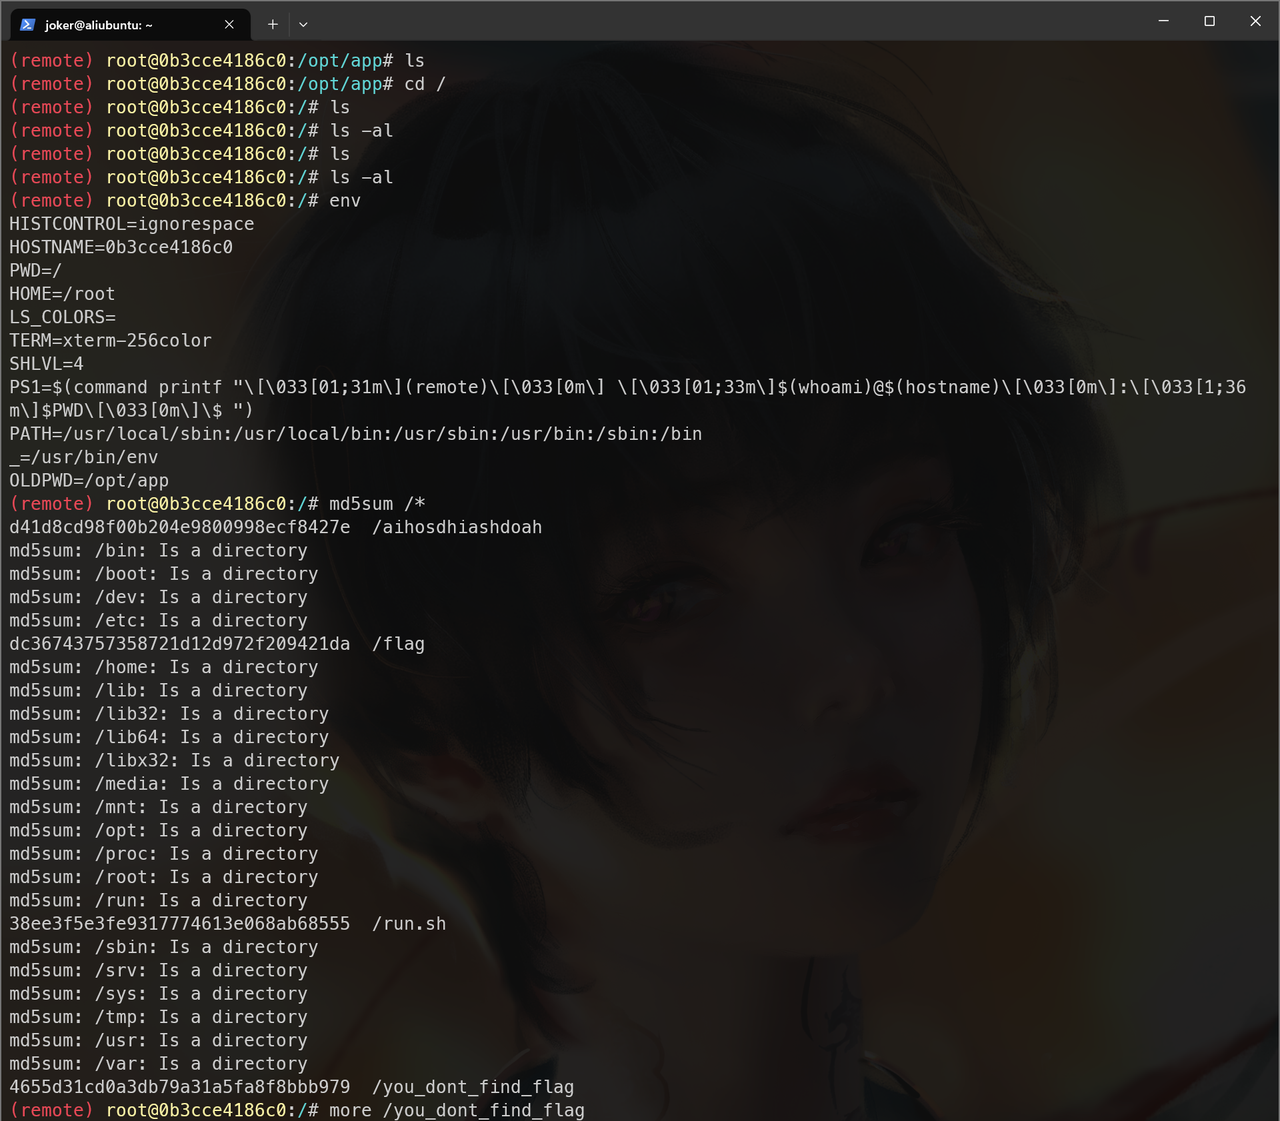 joker@aliubuntu: ~
(remote) root@0b3cce4186c0:/opt/app# ls
(remote) root@0b3cce4186c0:/opt/app# cd /
(remote) root@0b3cce4186c0:/# ls
(remote) root@0b3cce4186c0:/# ls -al
(remote) root@0b3cce4186c0:/# ls
(remote) root@0b3cce4186c0:/# ls -al
(remote) root@0b3cce4186c0:/# env
HISTCONTROL=ignorespace
HOSTNAME=0b3cce4186c0
PWD=/
HOME=/root
LS_COLORS=
TERM=xterm-256color
SHLVL=4
PS1=$(command printf "\[\033[01;31m\](remote)\[\033[0m\] \[\033[01;33m\]$(whoami)@$(hostname)\[\033[0m\]:\[\033[1;36
m\]$PWD\[\033[0m\]\$ ")
PATH=/usr/local/sbin:/usr/local/bin:/usr/sbin:/usr/bin:/sbin:/bin
_=/usr/bin/env
OLDPWD=/opt/app
(remote) root@0b3cce4186c0:/# md5sum /*
d41d8cd98f00b204e9800998ecf8427e  /aihosdhiashdoah
md5sum: /bin: Is a directory
md5sum: /boot: Is a directory
md5sum: /dev: Is a directory
md5sum: /etc: Is a directory
dc36743757358721d12d972f209421da  /flag
md5sum: /home: Is a directory
md5sum: /lib: Is a directory
md5sum: /lib32: Is a directory
md5sum: /lib64: Is a directory
md5sum: /libx32: Is a directory
md5sum: /media: Is a directory
md5sum: /mnt: Is a directory
md5sum: /opt: Is a directory
md5sum: /proc: Is a directory
md5sum: /root: Is a directory
md5sum: /run: Is a directory
38ee3f5e3fe9317774613e068ab68555  /run.sh
md5sum: /sbin: Is a directory
md5sum: /srv: Is a directory
md5sum: /sys: Is a directory
md5sum: /tmp: Is a directory
md5sum: /usr: Is a directory
md5sum: /var: Is a directory
4655d31cd0a3db79a31a5fa8f8bbb979  /you_dont_find_flag
(remote) root@0b3cce4186c0:/# more /you_dont_find_flag